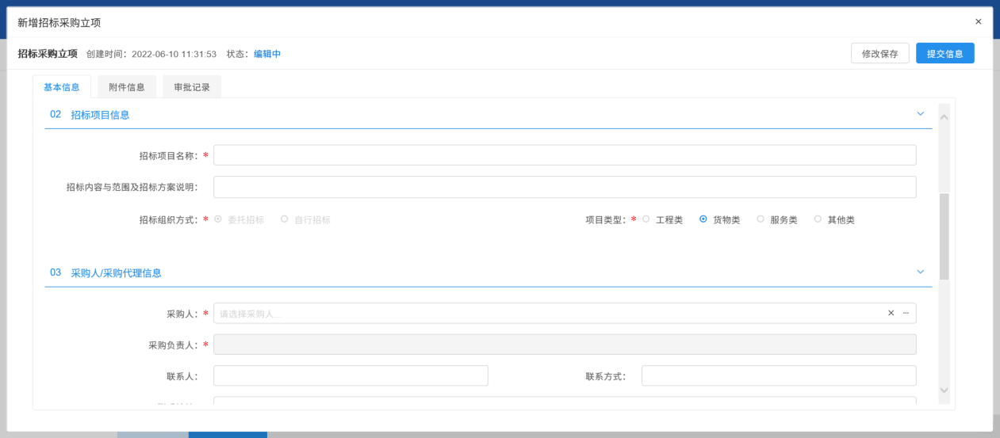 新增招标采购立项 ×
招标采购立项 创建时间：2022-06-10 11:31:53 状态：编辑中 修改保存 提交信息
基本信息 附件信息 审批记录
02 招标项目信息
招标项目名称：*
招标内容与范围及招标方案说明：
招标组织方式：* 委托招标 自行招标 项目类型：* 工程类 货物类 服务类 其他类
03 采购人/采购代理信息
采购人：* 请选择采购人... × ...
采购负责人：*
联系人： 联系方式：